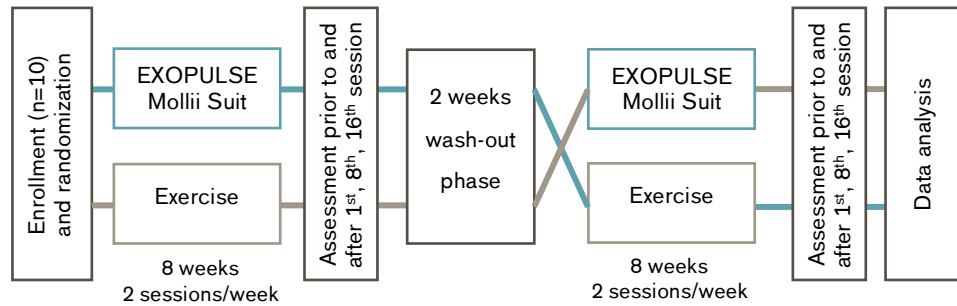 Enrollment (n=10)
and randomization
EXOPULSE
Mollii Suit
Exercise
8 weeks
2 sessions/week
Assessment prior to and
after 1st, 8th, 16th session
2 weeks
wash-out
phase
EXOPULSE
Mollii Suit
Exercise
8 weeks
2 sessions/week
Assessment prior to and
after 1st, 8th, 16th session
Data analysis